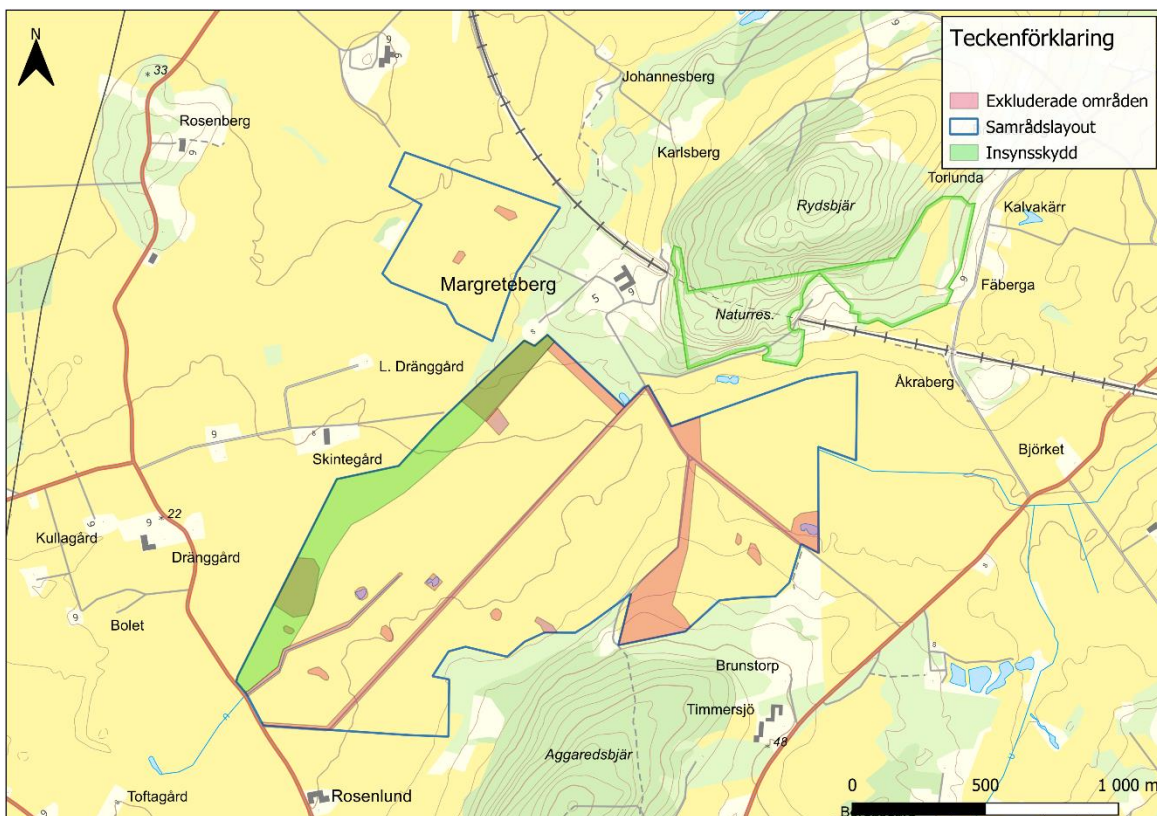 N
Teckenförklaring
Exkluderade områden
Samrådslayout
Insynsskydd
33
Rosenberg
Johannesberg
Karlsberg
Torlunda
Rydsbjär
Kalvakärr
Margreteberg
Fäberga
Naturres.
L. Dränggård
Åkraberg
Skintegård
Björket
Kullagård
22
Dränggård
Bolet
Brunstorp
Timmersjö
48
Aggaredsbjär
Toftagård
Rosenlund
0 500 1 000 m